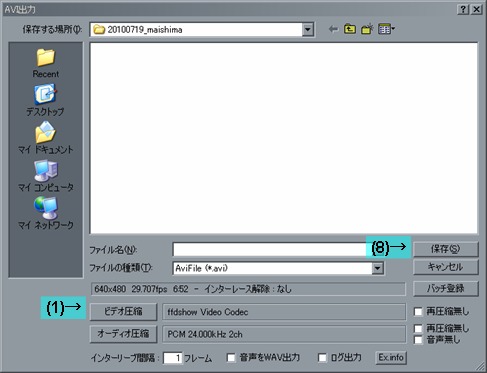 AVI出力
保存する場所(I):
20100719_maishima
Recent
デスクトップ
マイ ドキュメント
マイ コンピュータ
マイ ネットワーク
ファイル名(N):
(8)→
保存(S)
ファイルの種類(T):
AviFile (*.avi)
キャンセル
640x480 29.707fps 6:52 - インターレース解除 : なし
バッチ登録
(1)→
ビデオ圧縮
ffdshow Video Codec
再圧縮無し
オーディオ圧縮
PCM 24.000kHz 2ch
再圧縮無し
音声無し
インターリーブ間隔 : 1 フレーム
音声をWAV出力
ログ出力
Ex.info